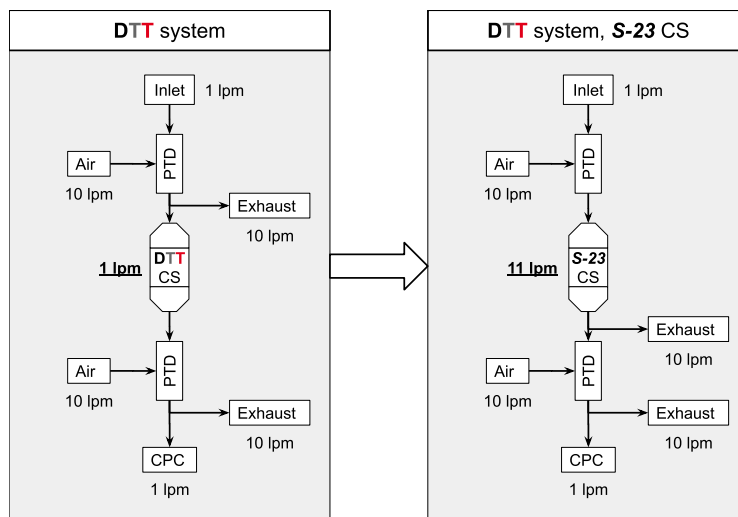 DTT system
Inlet
1 lpm
PTD
Air
10 lpm
Exhaust
10 lpm
1 lpm
DTT
CS
PTD
Air
10 lpm
Exhaust
10 lpm
CPC
1 lpm
DTT system, S-23 CS
Inlet
1 lpm
PTD
Air
10 lpm
11 lpm
S-23
CS
Exhaust
10 lpm
PTD
Air
10 lpm
Exhaust
10 lpm
CPC
1 lpm